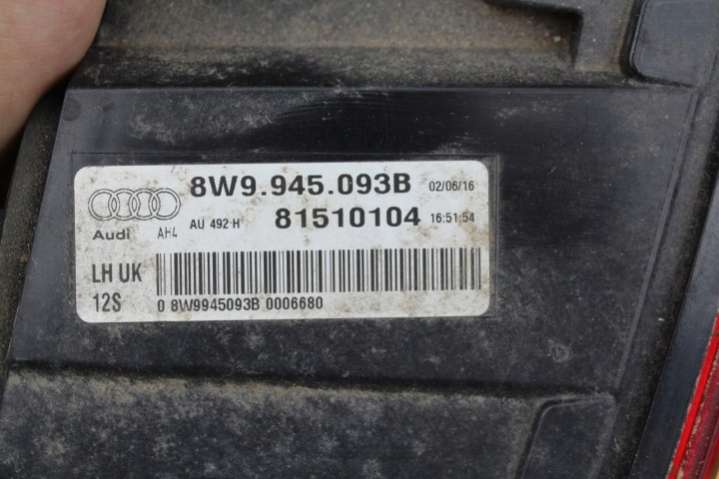 8W9.945.093B 02/06/16
Audi AH4 AU 492 H 81510104 16:51:54
LH UK
12S 0 8W9945093B 0006680